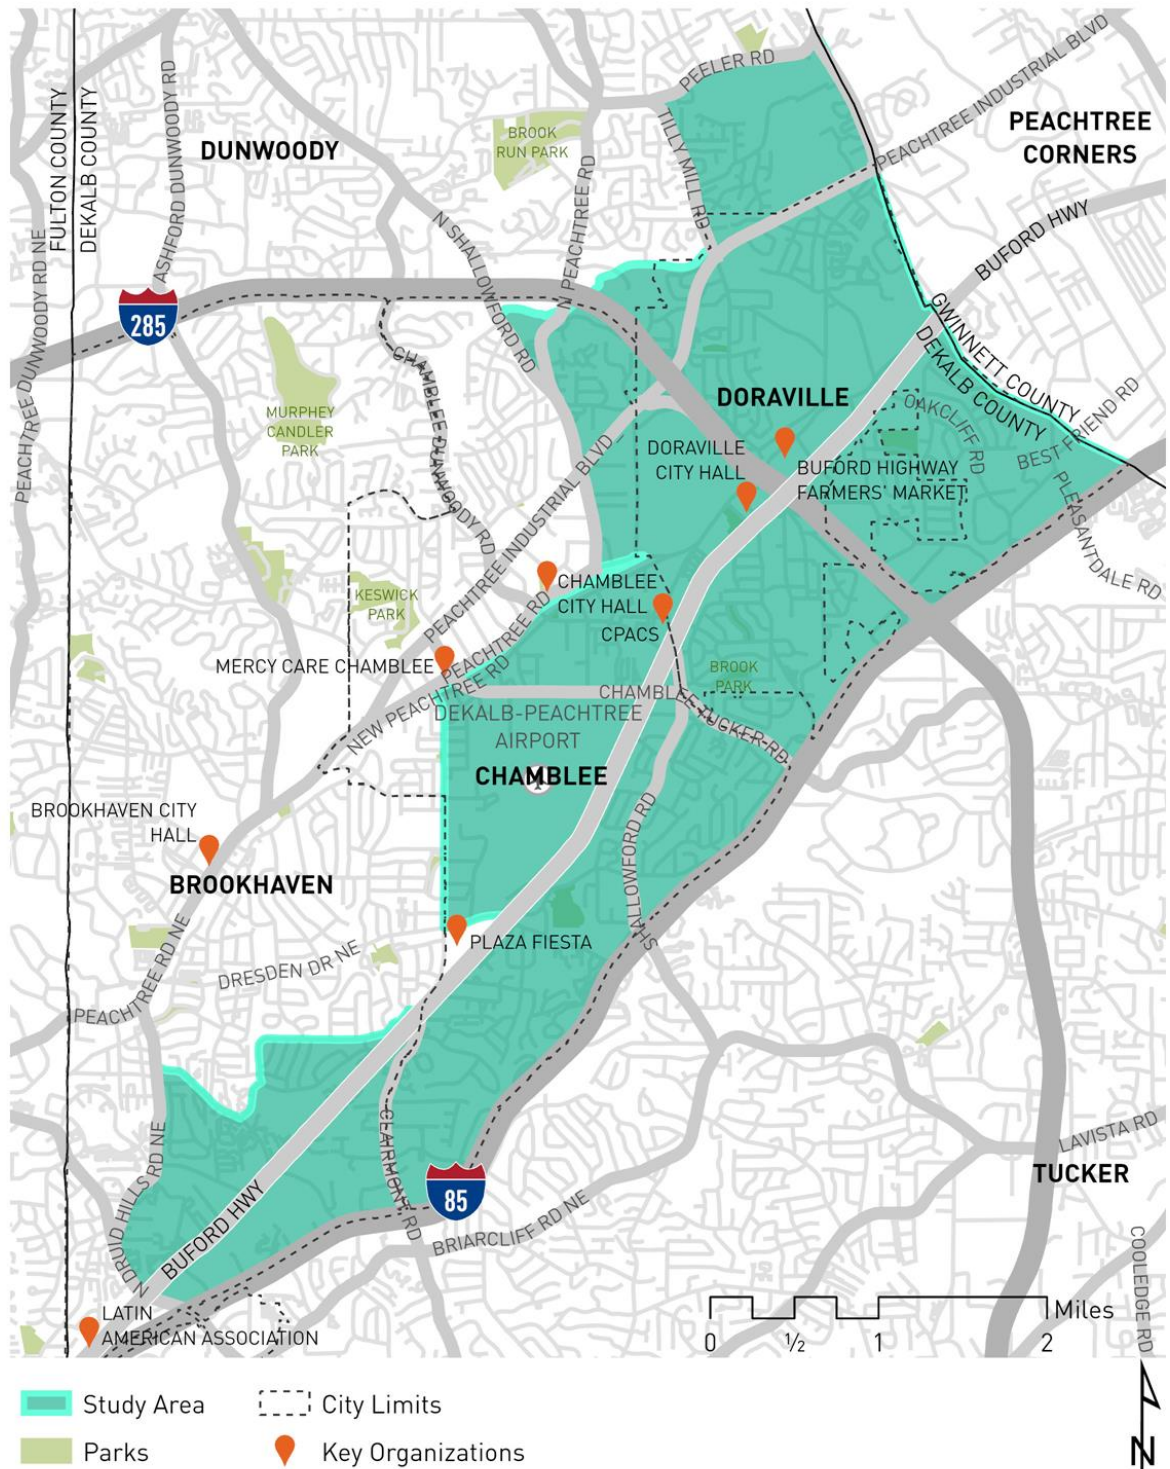 PEELER RD
PEACHTREE INDUSTRIAL BLVD
FULTON COUNTY
DEKALB COUNTY
ASHFORD DUNWOODY RD
DUNWOODY
BROOK
RUN PARK
TILLY MILL RD
PEACHTREE
CORNERS
N PEACHTREE RD
N SHALLOWFORD RD
BUFORD HWY
PEACHTREE DUNWOODY RD NE
285
GWINNETT COUNTY
DEKALB COUNTY
CHAMBLEE DUNWOODY RD
MURPHEY
CANDLER
PARK
DORAVILLE
OAKCLIFF RD
BEST FRIEND RD
DORAVILLE
CITY HALL
BUFORD HIGHWAY
FARMERS' MARKET
PLEASANTDALE RD
PEACHTREE INDUSTRIAL BLVD
KESWICK
PARK
CHAMBLEE
CITY HALL
CPACS
PEACHTREE RD
MERCY CARE CHAMBLEE
NEW PEACHTREE RD
BROOK
PARK
CHAMBLEE TUCKER RD
DEKALB-PEACHTREE
AIRPORT
CHAMBLEE
BROOKHAVEN CITY
HALL
BROOKHAVEN
SHALLOWFORD RD
PLAZA FIESTA
DRESDEN DR NE
PEACHTREE RD NE
CLAIRMONT RD
N DRUID HILLS RD NE
BUFORD HWY
85
BRIARCLIFF RD NE
LAVISTA RD
TUCKER
COOLEDGE RD
LATIN
AMERICAN ASSOCIATION
Miles
0 ½ 1 2
Study Area
City Limits
Parks
Key Organizations
N